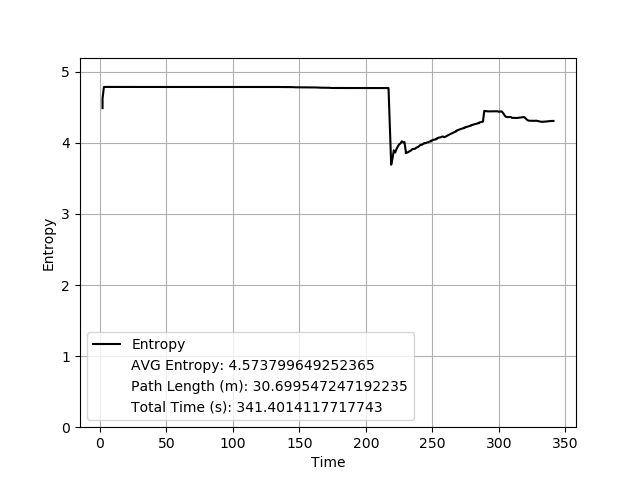 5
4
3
2
1
0
Entropy
Entropy
AVG Entropy: 4.573799649252365
Path Length (m): 30.699547247192235
Total Time (s): 341.4014117717743
0 50 100 150 200 250 300 350
Time